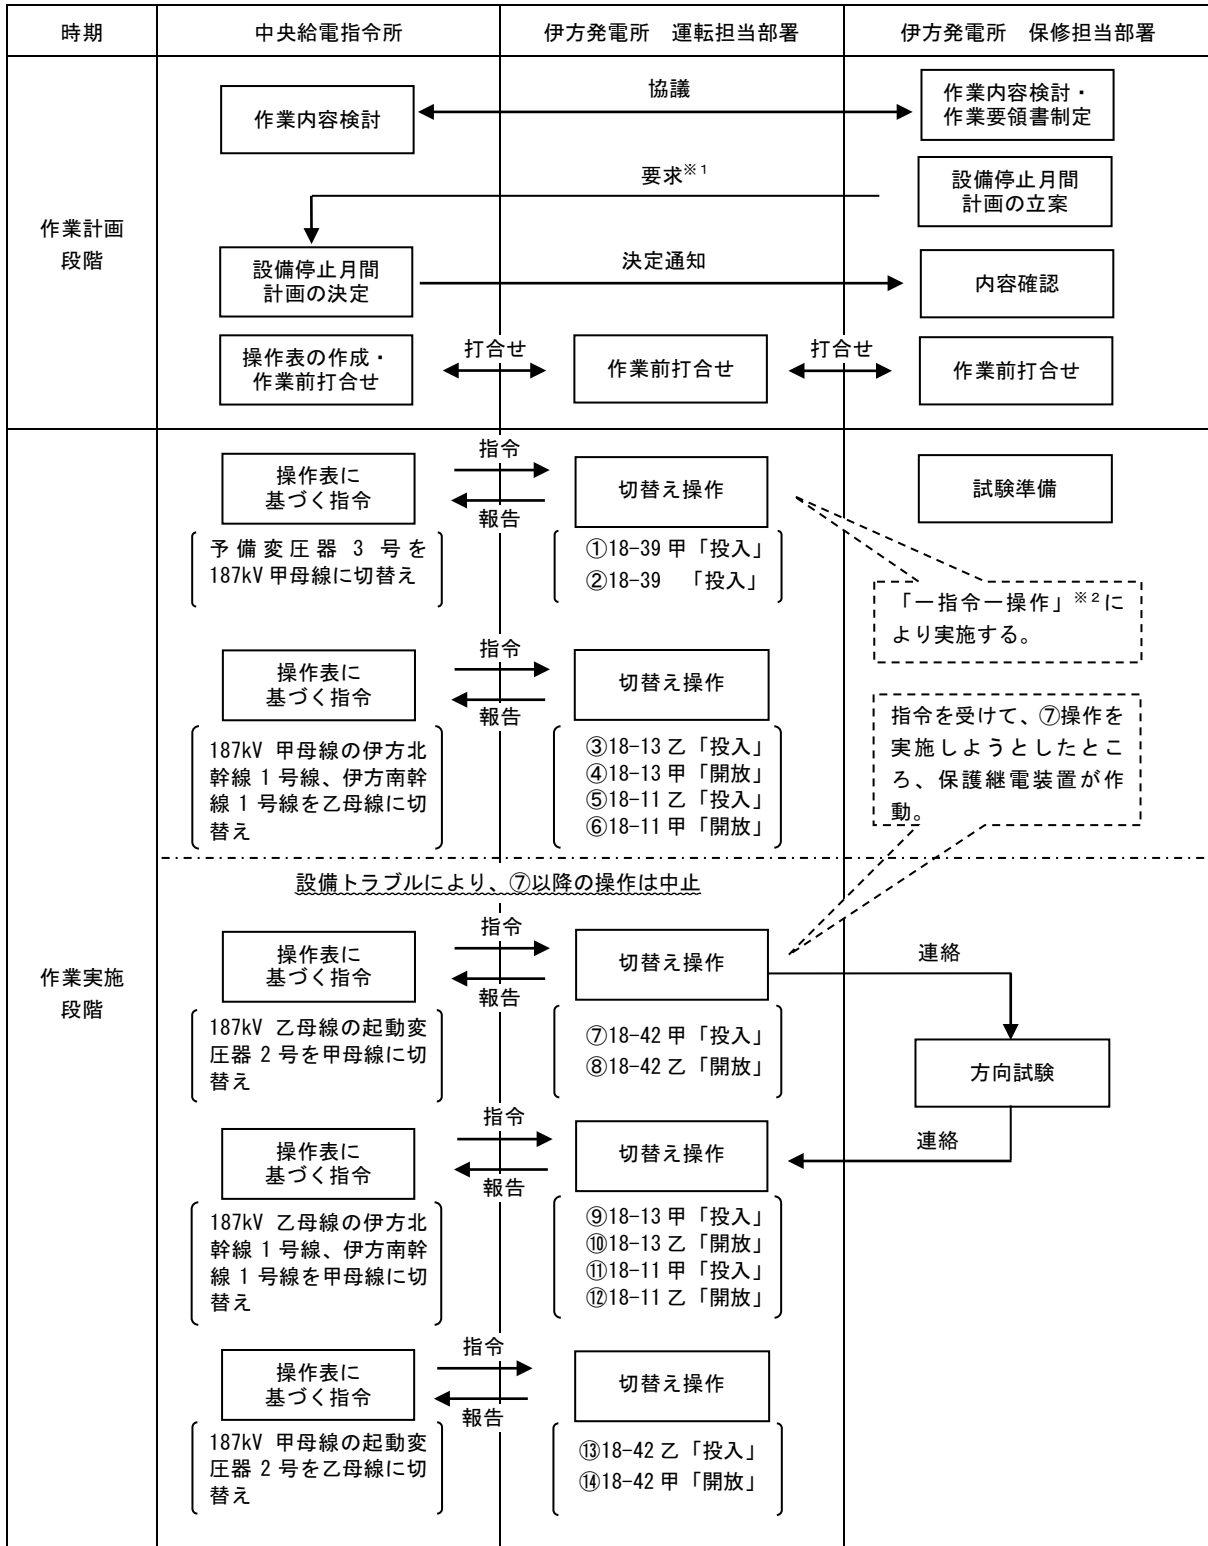 時期
中央給電指令所
伊方発電所　運転担当部署
伊方発電所　保修担当部署
作業計画
段階
作業内容検討
協議
作業内容検討・
作業要領書制定
要求※１
設備停止月間
計画の立案
設備停止月間
計画の決定
決定通知
内容確認
操作表の作成・
作業前打合せ
打合せ
作業前打合せ
打合せ
作業前打合せ
作業実施
段階
操作表に
基づく指令
指令
報告
切替え操作
試験準備
予備変圧器 3 号を
187kV 甲母線に切替え
①18-39 甲「投入」
②18-39　「投入」
「一指令一操作」※２に
より実施する。
操作表に
基づく指令
指令
報告
切替え操作
187kV 甲母線の伊方北
幹線 1 号線、伊方南幹
線 1 号線を乙母線に切
替え
③18-13 乙「投入」
④18-13 甲「開放」
⑤18-11 乙「投入」
⑥18-11 甲「開放」
指令を受けて、⑦操作を
実施しようとしたとこ
ろ、保護継電装置が作
動。
設備トラブルにより、⑦以降の操作は中止
操作表に
基づく指令
指令
報告
切替え操作
連絡
187kV 乙母線の起動変
圧器 2 号を甲母線に切
替え
⑦18-42 甲「投入」
⑧18-42 乙「開放」
方向試験
操作表に
基づく指令
指令
報告
切替え操作
連絡
187kV 乙母線の伊方北
幹線 1 号線、伊方南幹
線 1 号線を甲母線に切
替え
⑨18-13 甲「投入」
⑩18-13 乙「開放」
⑪18-11 甲「投入」
⑫18-11 乙「開放」
操作表に
基づく指令
指令
報告
切替え操作
187kV 甲母線の起動変
圧器 2 号を乙母線に切
替え
⑬18-42 乙「投入」
⑭18-42 甲「開放」